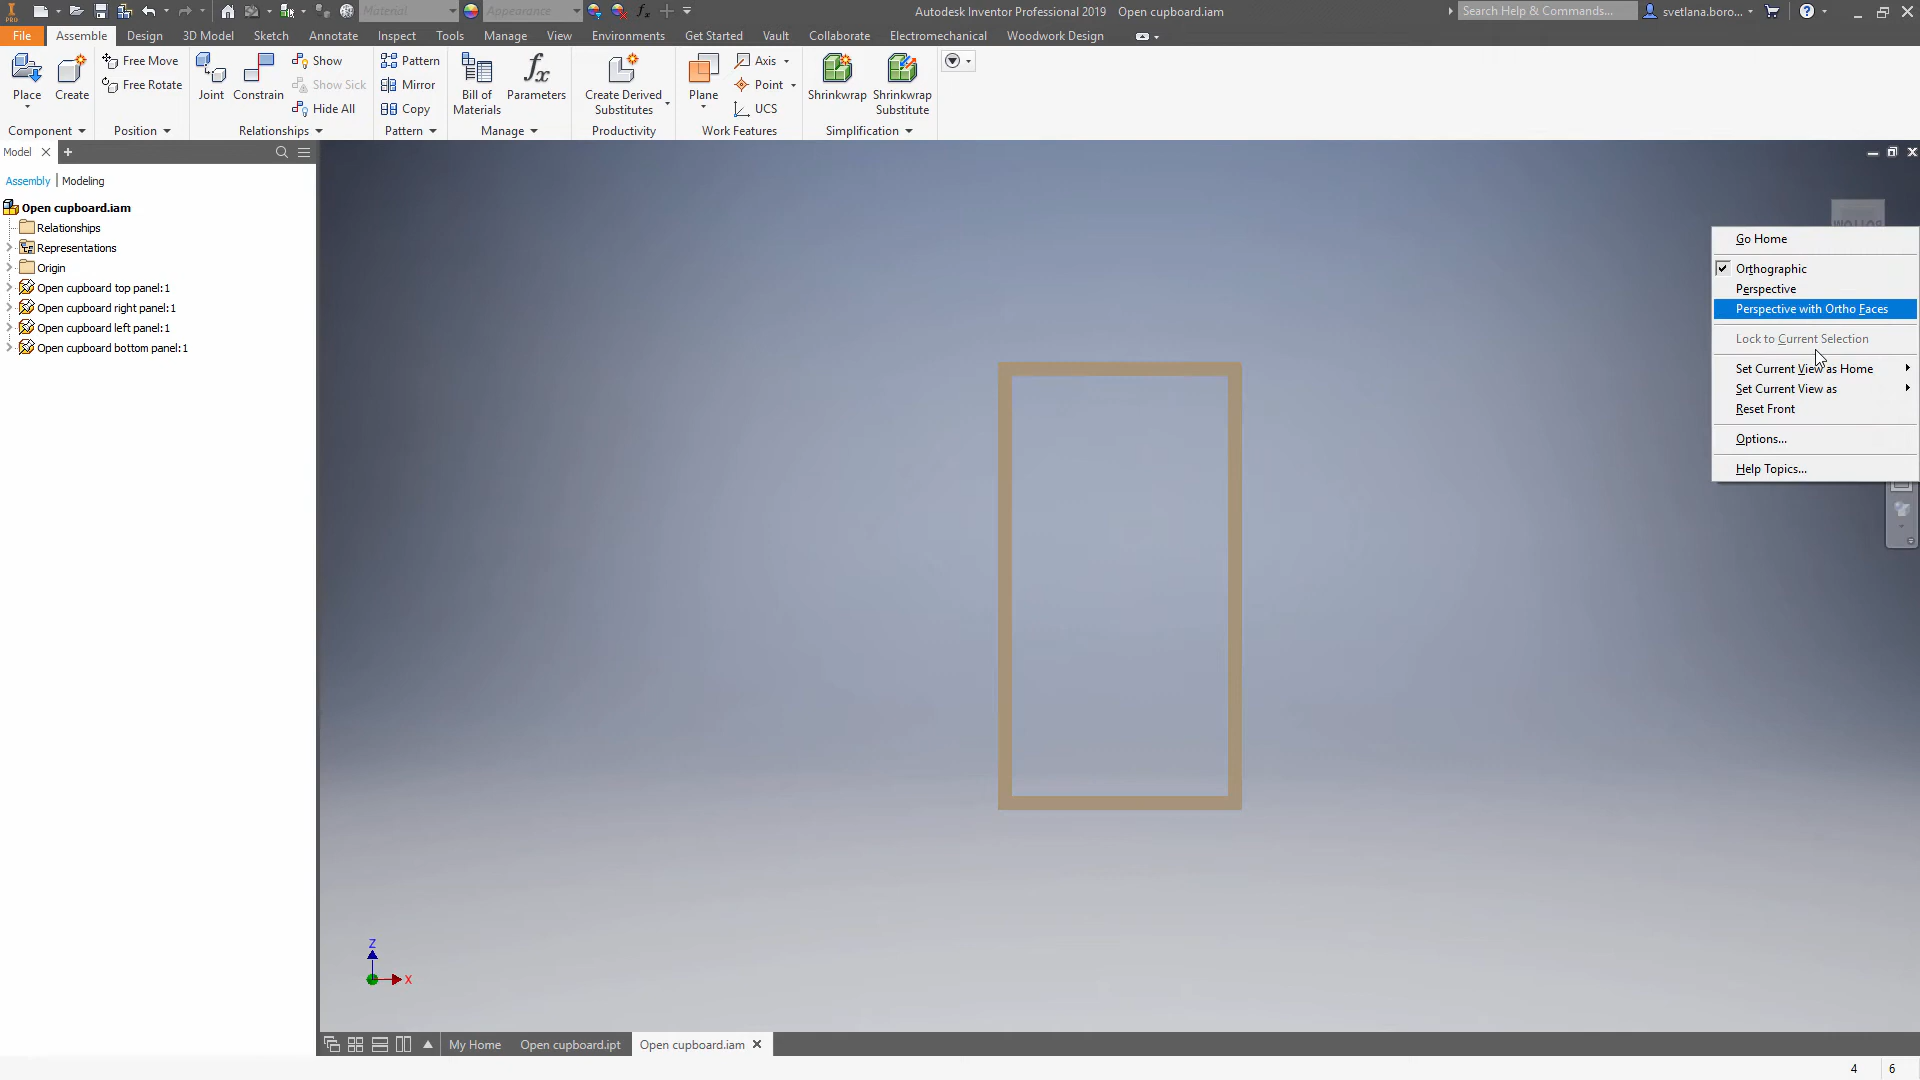 Material
Appearance
fx
Autodesk Inventor Professional 2019 Open cupboard.iam
Search Help & Commands...
svetlana.boro...
PRO
File Assemble Design 3D Model Sketch Annotate Inspect Tools Manage View Environments Get Started Vault Collaborate Electromechanical Woodwork Design
Place
Create
Free Move
Free Rotate
Joint
Constrain
Show
Show Sick
Hide All
Pattern
Mirror
Copy
Bill of
Materials
fx
Parameters
Create Derived
Substitutes
Plane
Axis
Point
UCS
Shrinkwrap
Shrinkwrap
Substitute
Component Position Relationships Pattern Manage Productivity Work Features Simplification
Model
Assembly Modeling
Open cupboard.iam
Relationships
Representations
Origin
Open cupboard top panel:1
Open cupboard right panel:1
Open cupboard left panel:1
Open cupboard bottom panel:1
Go Home
Orthographic
Perspective
Perspective with Ortho Faces
Lock to Current Selection
Set Current View as Home
Set Current View as
Reset Front
Options...
Help Topics...
Z
X
My Home Open cupboard.ipt Open cupboard.iam
4 6